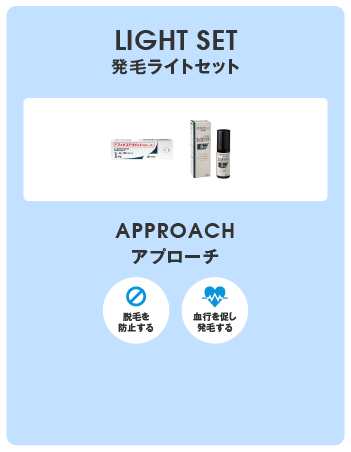 LIGHT SET
発毛ライトセット
APPROACH
アプローチ
脱毛を
防止する
血行を促し
発毛する